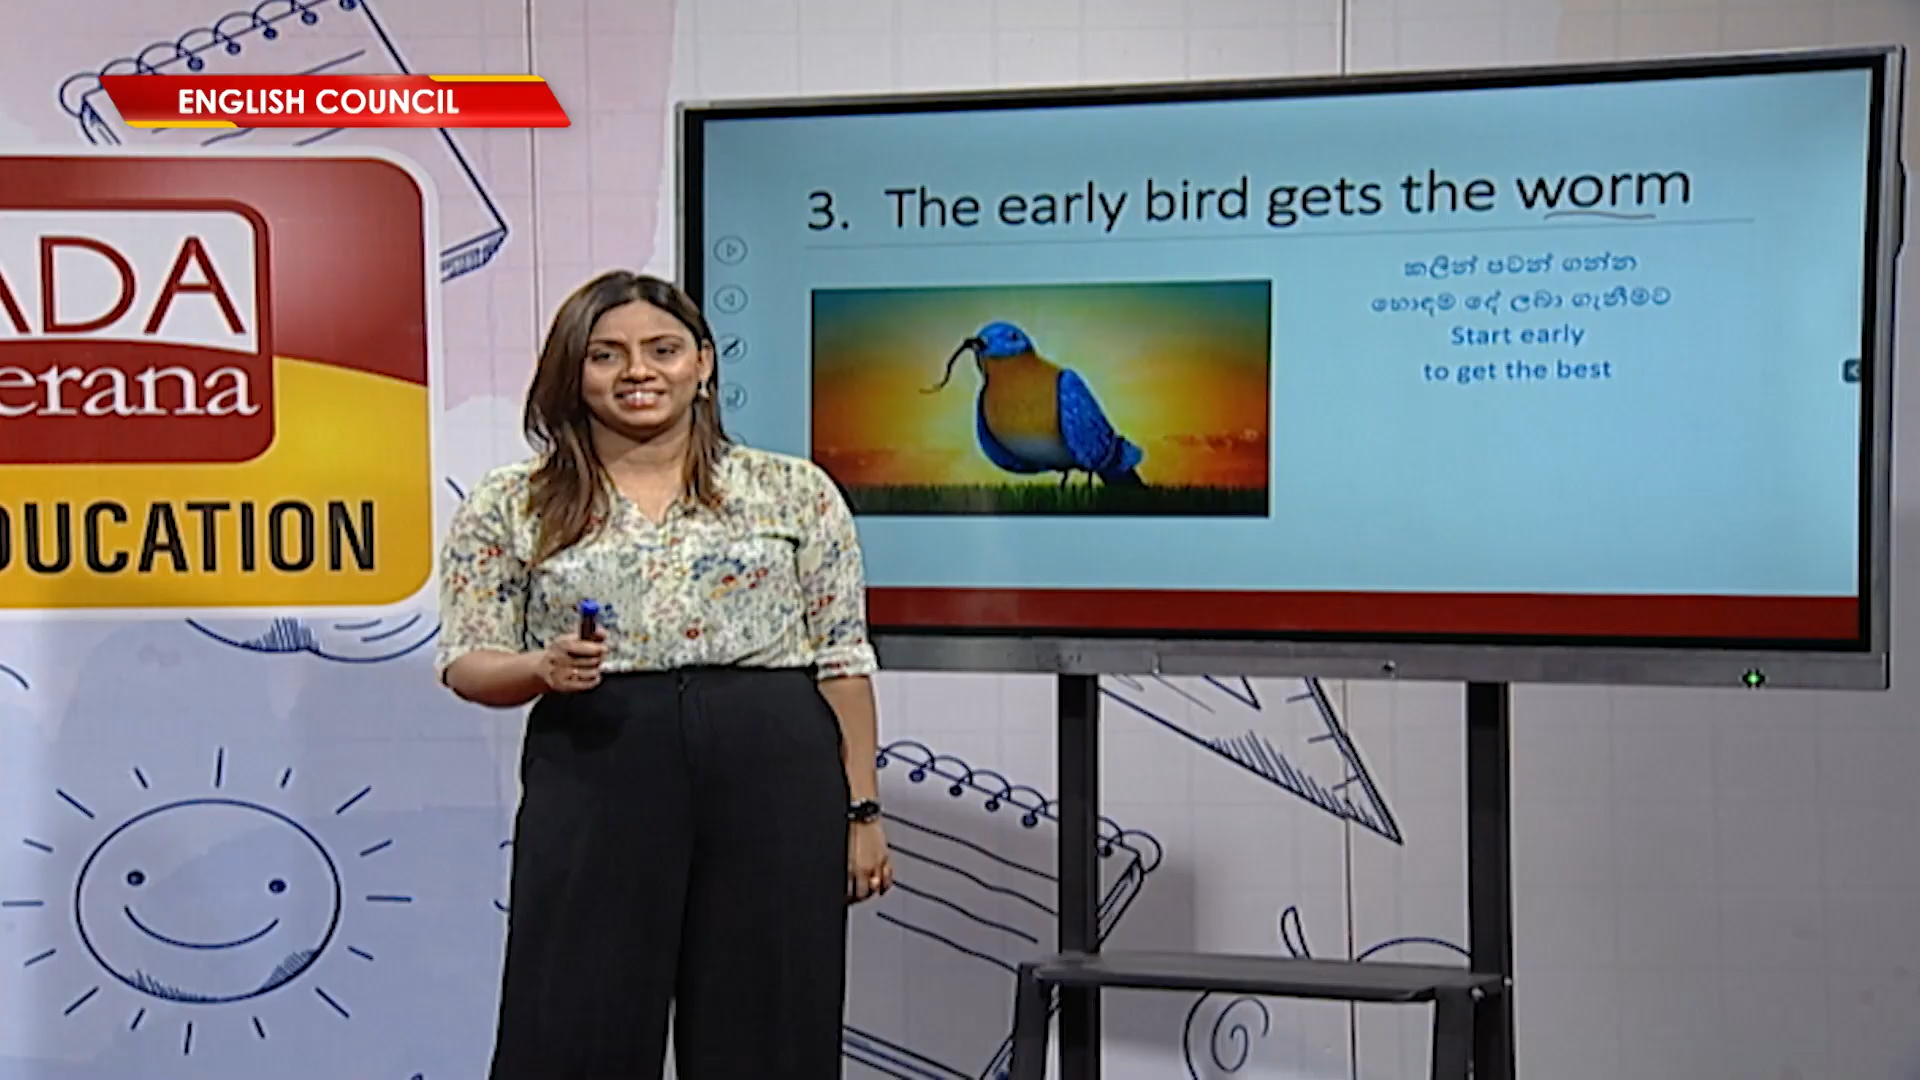 ENGLISH COUNCIL
ADA
erana
DUCATION
3. The early bird gets the worm
කලින් පටන් ගන්න
හොඳම දේ ලබා ගැනීමට
Start early
to get the best